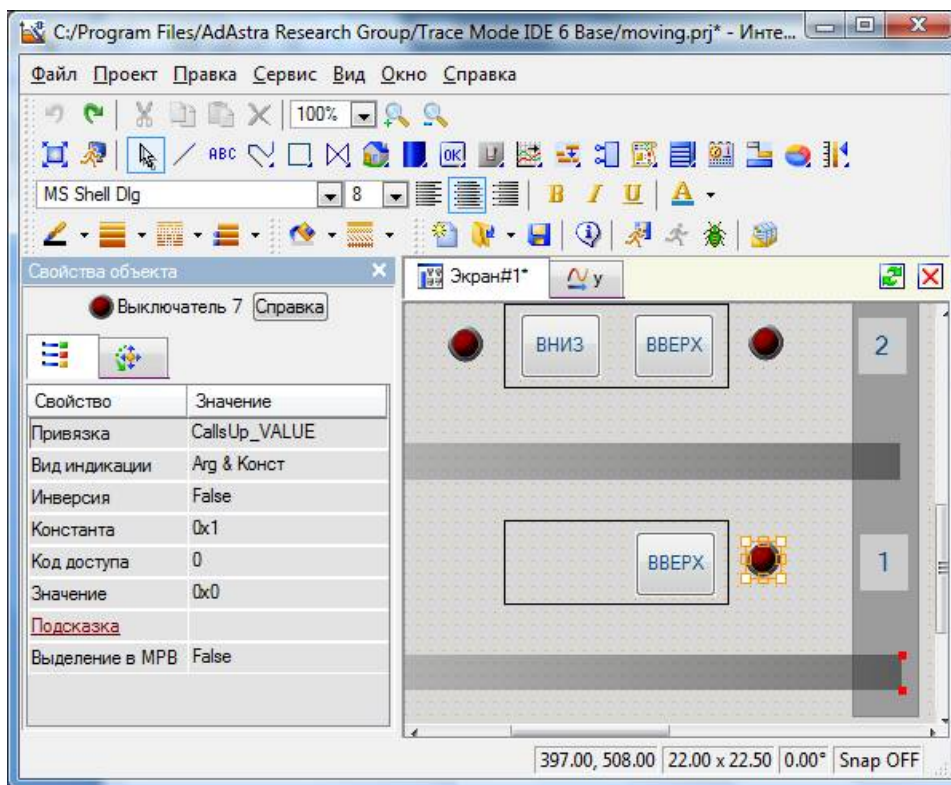 C:/Program Files/AdAstra Research Group/Trace Mode IDE 6 Base/moving.prj* - Инте...
Файл Проект Правка Сервис Вид Окно Справка
100%
ABC OK
MS Shell Dlg 8 B I U A
Свойства объекта
Экран#1* y
Выключатель 7 Справка
Свойство Значение
Привязка CallsUp_VALUE
Вид индикации Arg & Конст
Инверсия False
Константа 0x1
Код доступа 0
Значение 0x0
Подсказка
Выделение в МРВ False
ВНИЗ ВВЕРХ 2
ВВЕРХ 1
397.00, 508.00 22.00 x 22.50 0.00° Snap OFF